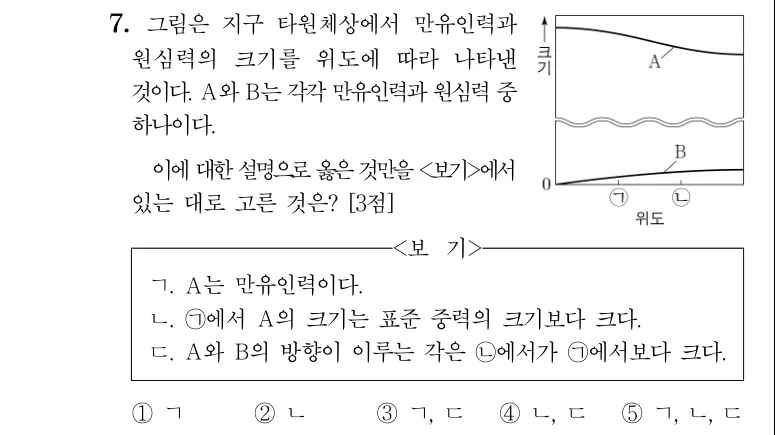 7. 그림은 지구 타원체상에서 만유인력과
원심력의 크기를 위도에 따라 나타낸
것이다. A와 B는 각각 만유인력과 원심력 중
하나이다.
이에 대한 설명으로 옳은 것만을 <보기>에서
있는 대로 고른 것은? [3점]
크기
A
B
0
㉠ ㉡
위도
<보 기>
ㄱ. A는 만유인력이다.
ㄴ. ㉠에서 A의 크기는 표준 중력의 크기보다 크다.
ㄷ. A와 B의 방향이 이루는 각은 ㉡에서가 ㉠에서보다 크다.
① ㄱ ② ㄴ ③ ㄱ, ㄷ ④ ㄴ, ㄷ ⑤ ㄱ, ㄴ, ㄷ